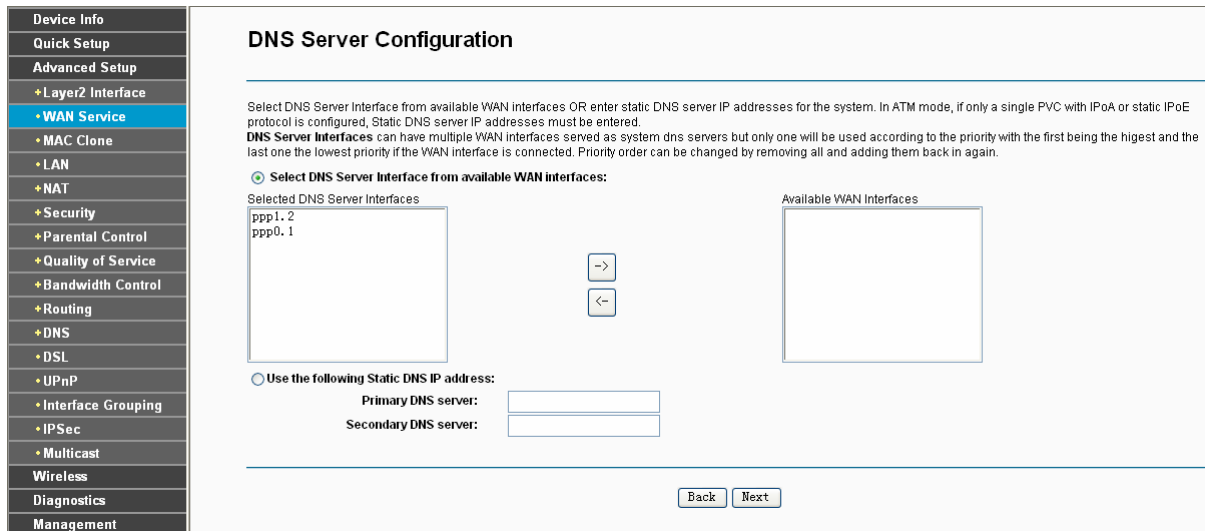 Device Info
Quick Setup
Advanced Setup
+Layer2 Interface
•WAN Service
•MAC Clone
•LAN
+NAT
+Security
+Parental Control
+Quality of Service
+Bandwidth Control
+Routing
+DNS
•DSL
•UPnP
•Interface Grouping
•IPSec
•Multicast
Wireless
Diagnostics
Management
DNS Server Configuration
Select DNS Server Interface from available WAN interfaces OR enter static DNS server IP addresses for the system. In ATM mode, if only a single PVC with IPoA or static IPoE
protocol is configured, Static DNS server IP addresses must be entered.
DNS Server Interfaces can have multiple WAN interfaces served as system dns servers but only one will be used according to the priority with the first being the higest and the
last one the lowest priority if the WAN interface is connected. Priority order can be changed by removing all and adding them back in again.
Select DNS Server Interface from available WAN interfaces:
Selected DNS Server Interfaces
ppp1.2
ppp0.1
->
<-
Available WAN Interfaces
Use the following Static DNS IP address:
Primary DNS server:
Secondary DNS server:
Back Next